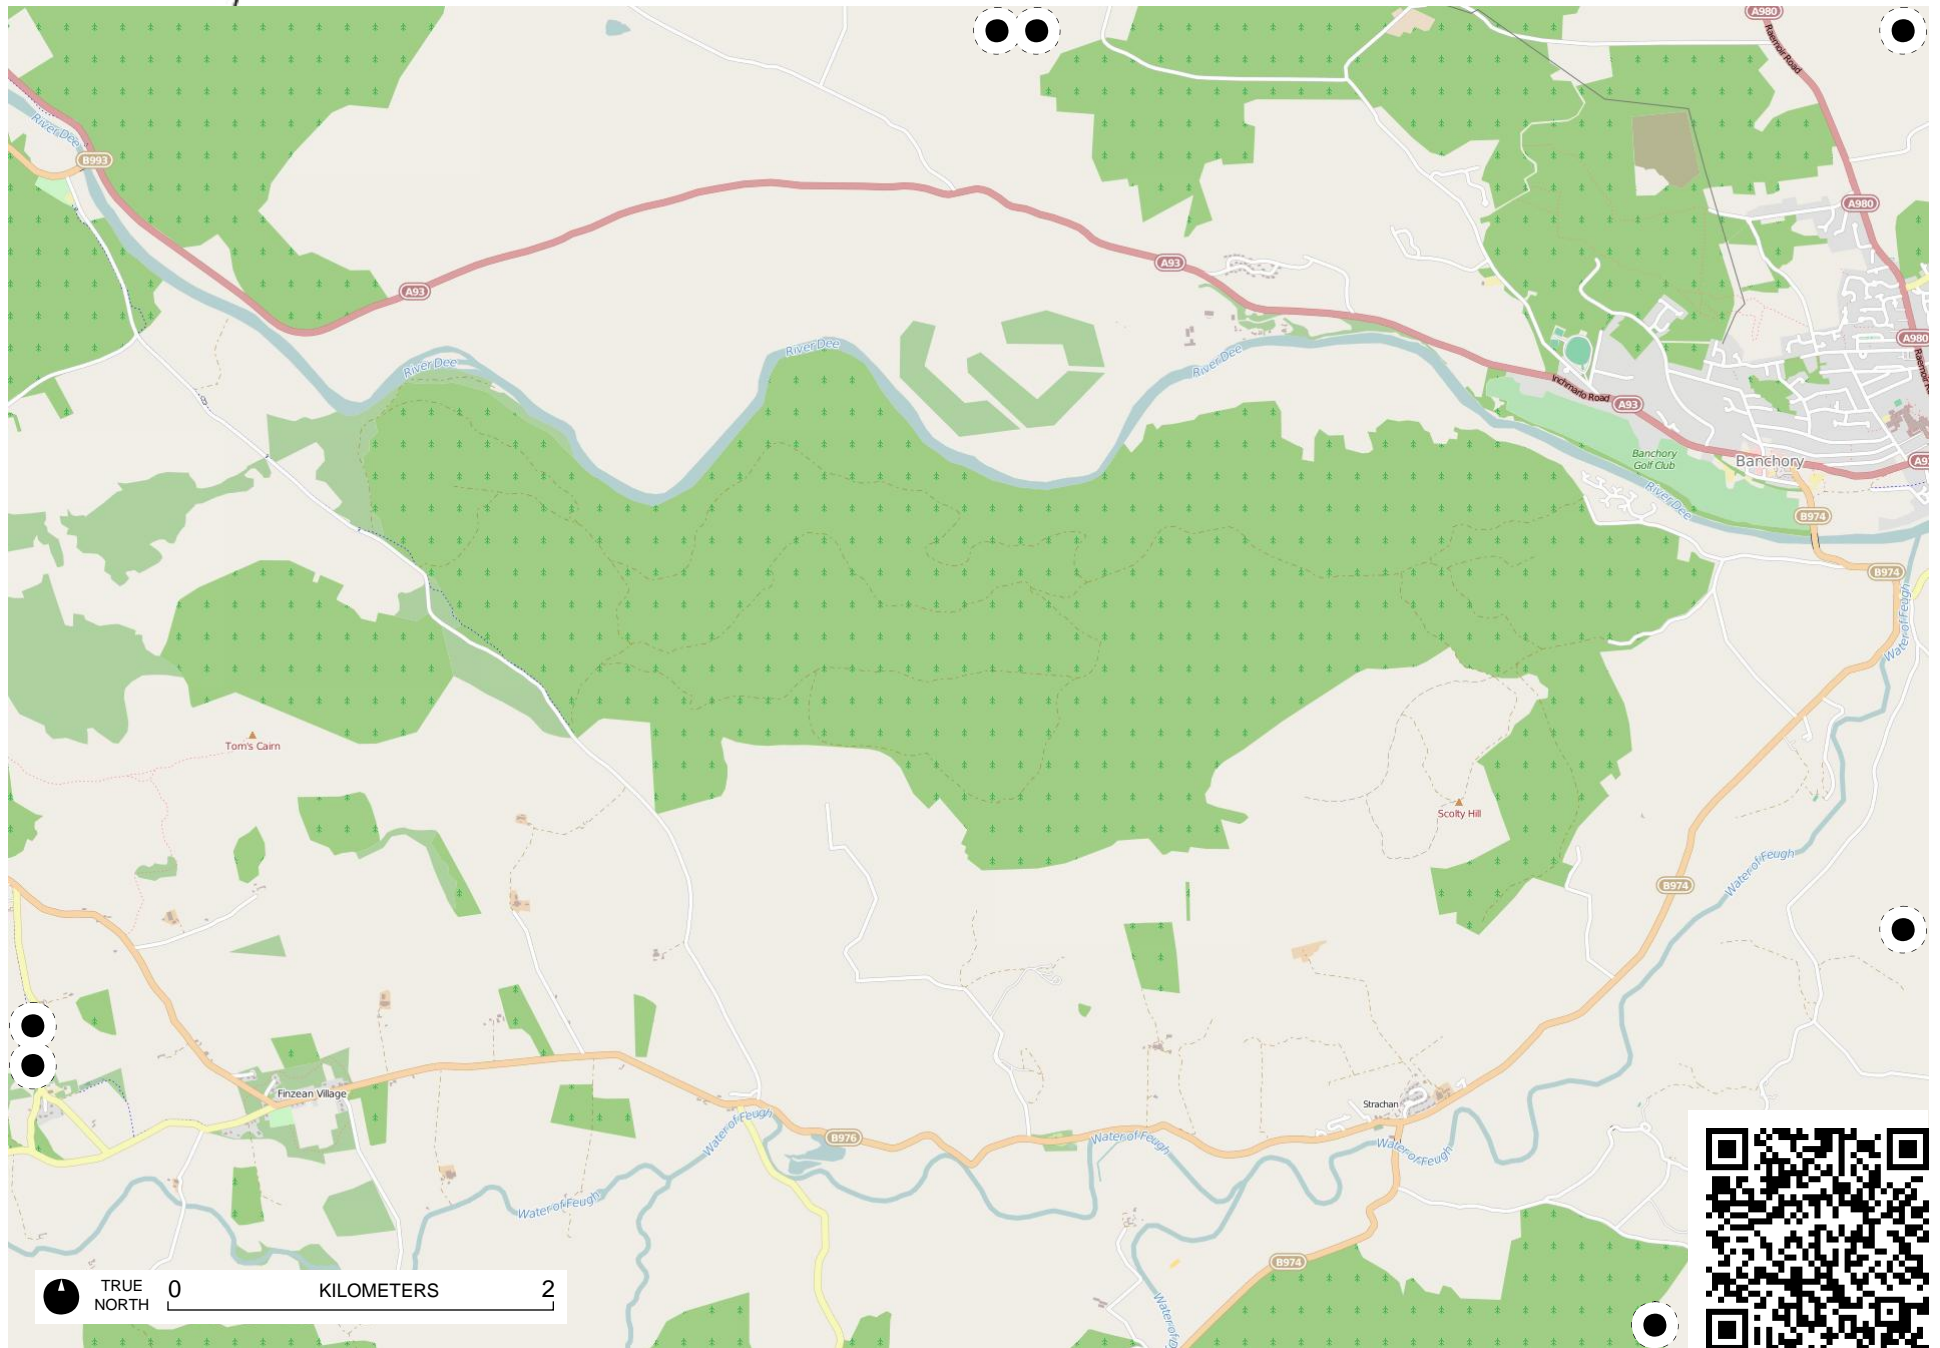 A980
Raemoir Road
River Dee
B993
A980
A93
A93
River Dee
River Dee
River Dee
A980
Inchmarlo Road
A93
Banchory
Golf Club
Banchory
River Dee
B974
B974
Water of Feugh
Tom's Cairn
Scolty Hill
Water of Feugh
B974
Finzean Village
Strachan
Water of Feugh
B976
Water of Feugh
Water of Feugh
Water of Feugh
B974
TRUE
NORTH
0 KILOMETERS 2